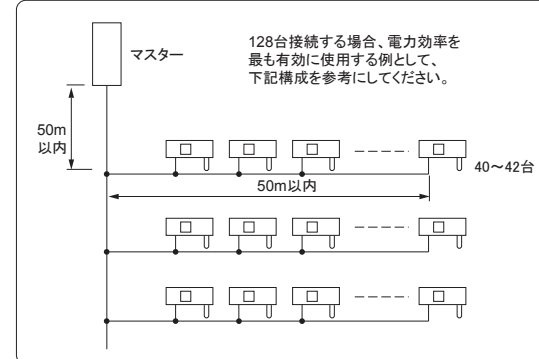 128台接続する場合、電力効率を
最も有効に使用する例として、
下記構成を参考にしてください。
マスター
50m
以内
40～42台
50m以内